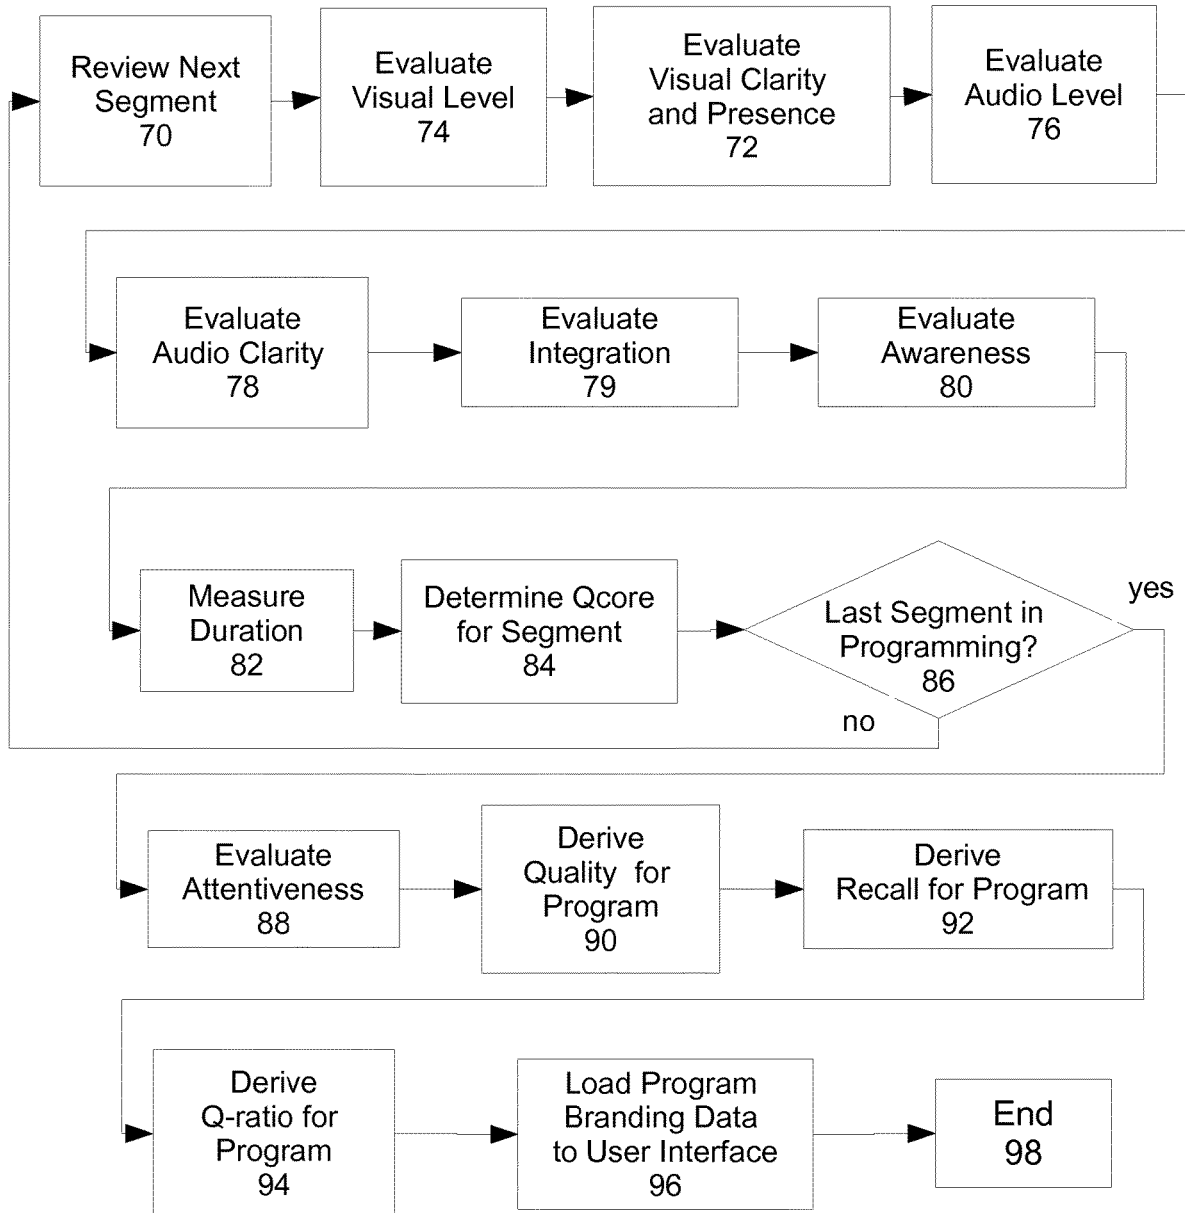 Review Next
Segment
70
Evaluate
Visual Level
74
Evaluate
Visual Clarity
and Presence
72
Evaluate
Audio Level
76
Evaluate
Audio Clarity
78
Evaluate
Integration
79
Evaluate
Awareness
80
Measure
Duration
82
Determine Qcore
for Segment
84
Last Segment in
Programming?
86
yes
no
Evaluate
Attentiveness
88
Derive
Quality for
Program
90
Derive
Recall for Program
92
Derive
Q-ratio for
Program
94
Load Program
Branding Data
to User Interface
96
End
98